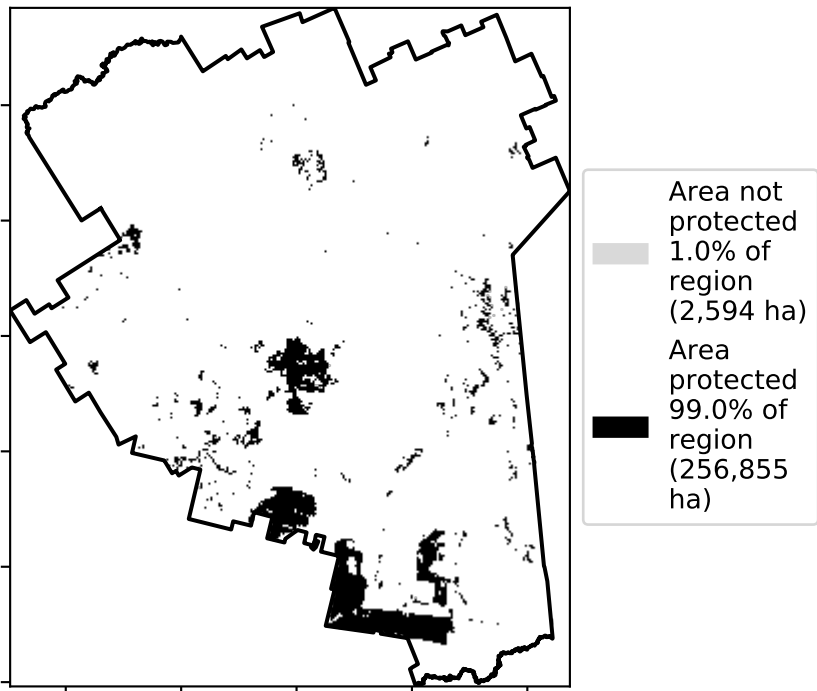 Area not
protected
1.0% of
region
(2,594 ha)
Area
protected
99.0% of
region
(256,855
ha)